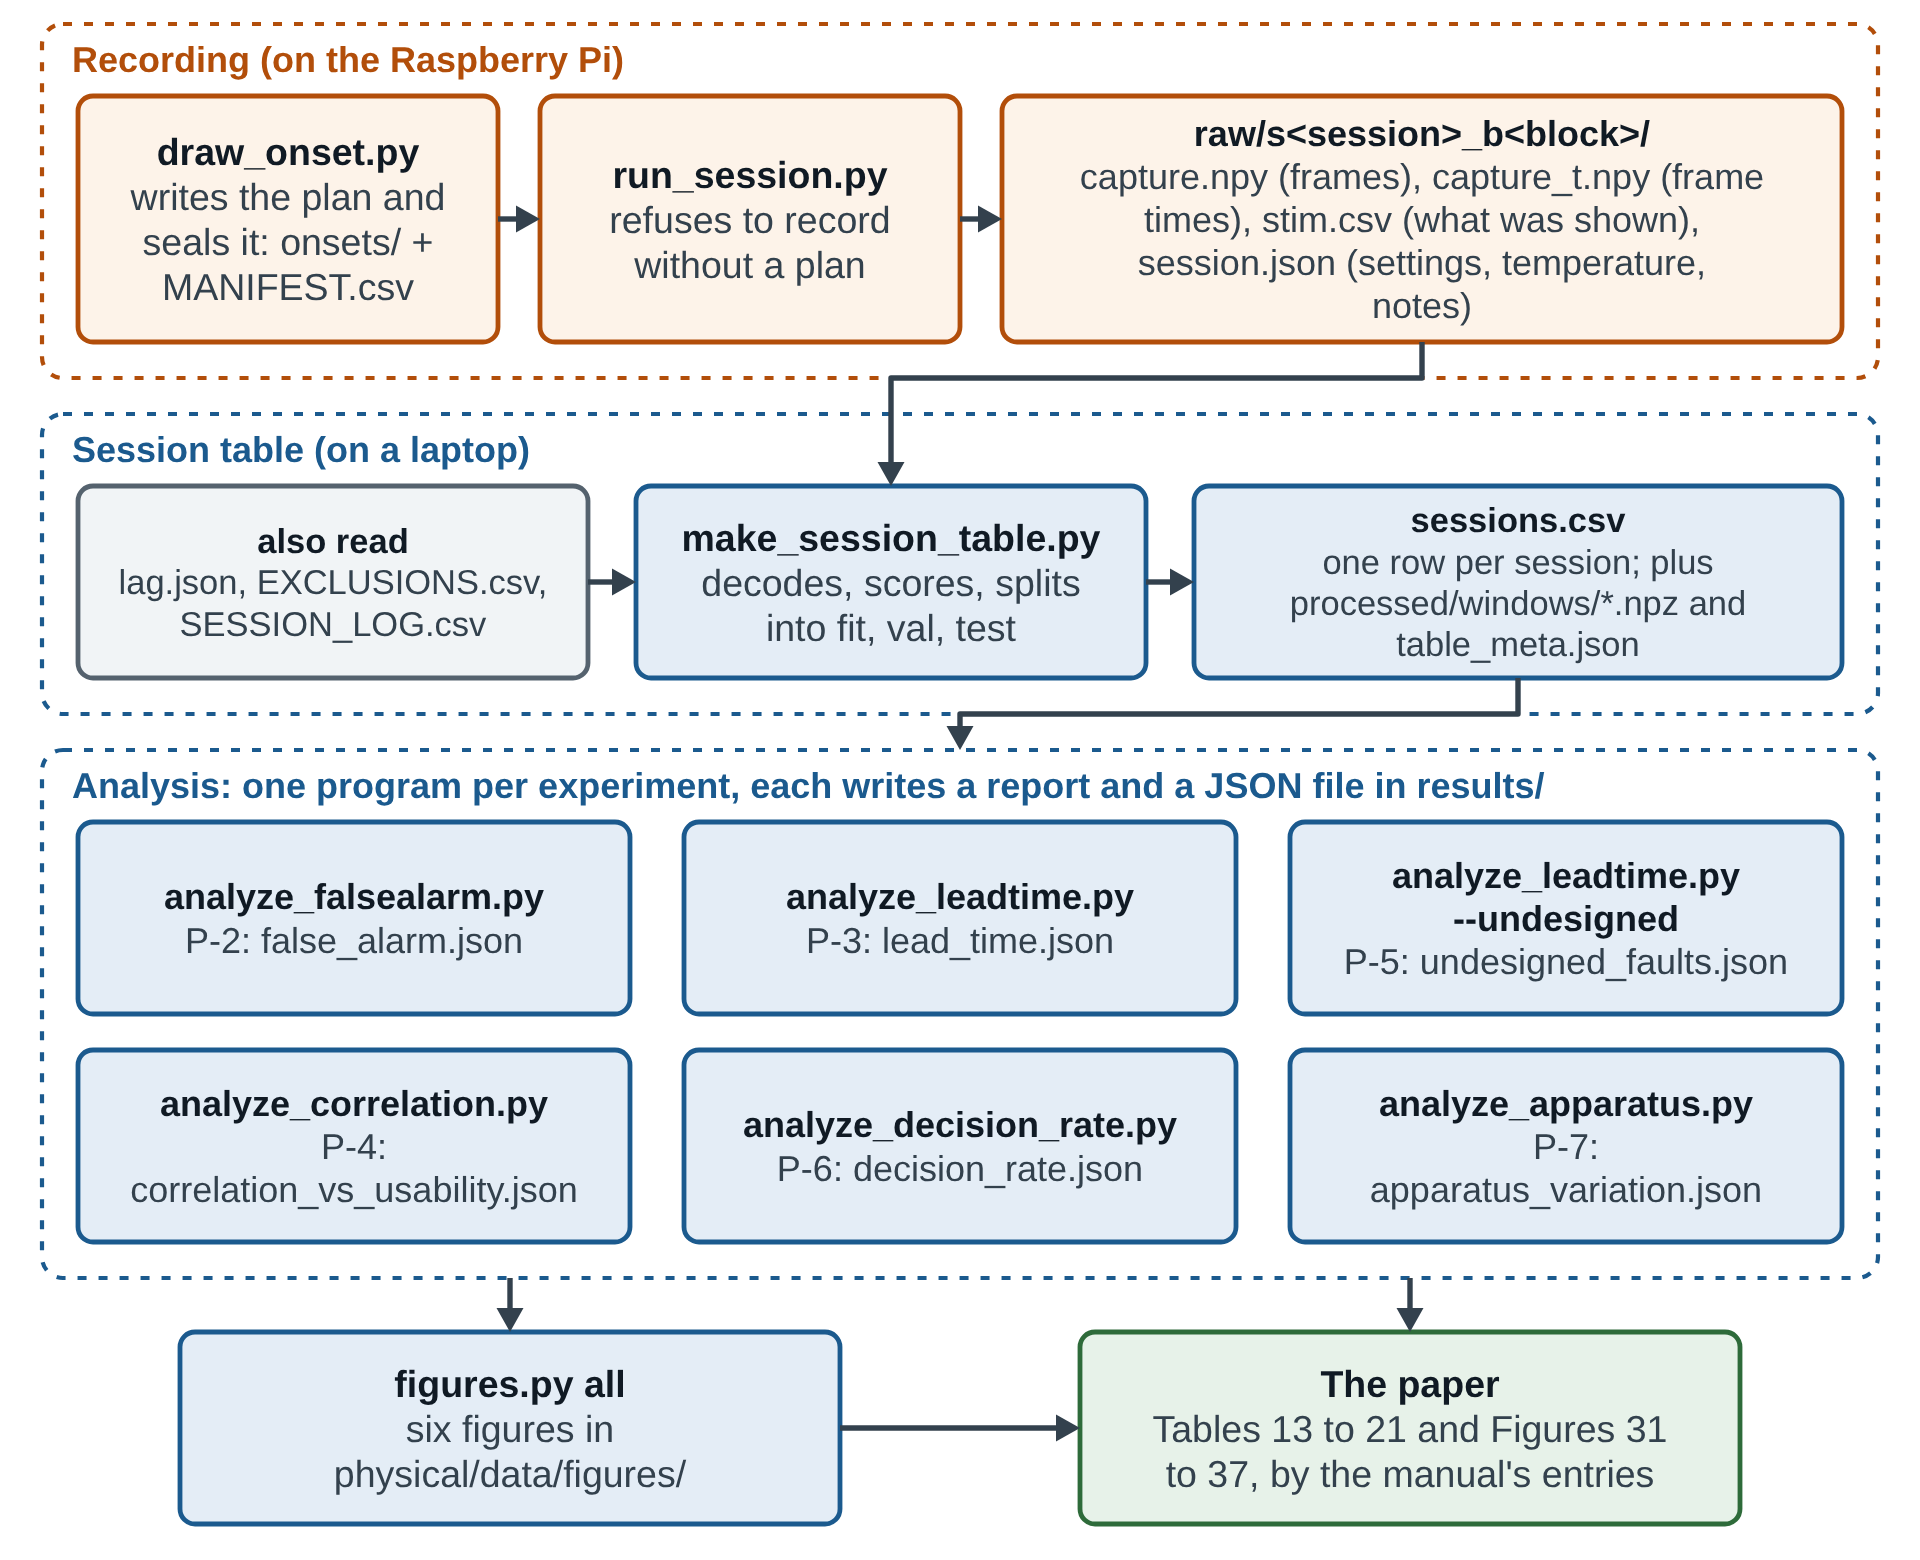 Recording (on the Raspberry Pi)
draw_onset.py
writes the plan and
seals it: onsets/ +
MANIFEST.csv
run_session.py
refuses to record
without a plan
raw/s<session>_b<block>/
capture.npy (frames), capture_t.npy (frame
times), stim.csv (what was shown),
session.json (settings, temperature,
notes)
Session table (on a laptop)
also read
lag.json, EXCLUSIONS.csv,
SESSION_LOG.csv
make_session_table.py
decodes, scores, splits
into fit, val, test
sessions.csv
one row per session; plus
processed/windows/*.npz and
table_meta.json
Analysis: one program per experiment, each writes a report and a JSON file in results/
analyze_falsealarm.py
P-2: false_alarm.json
analyze_leadtime.py
P-3: lead_time.json
analyze_leadtime.py
--undesigned
P-5: undesigned_faults.json
analyze_correlation.py
P-4:
correlation_vs_usability.json
analyze_decision_rate.py
P-6: decision_rate.json
analyze_apparatus.py
P-7:
apparatus_variation.json
figures.py all
six figures in
physical/data/figures/
The paper
Tables 13 to 21 and Figures 31
to 37, by the manual's entries